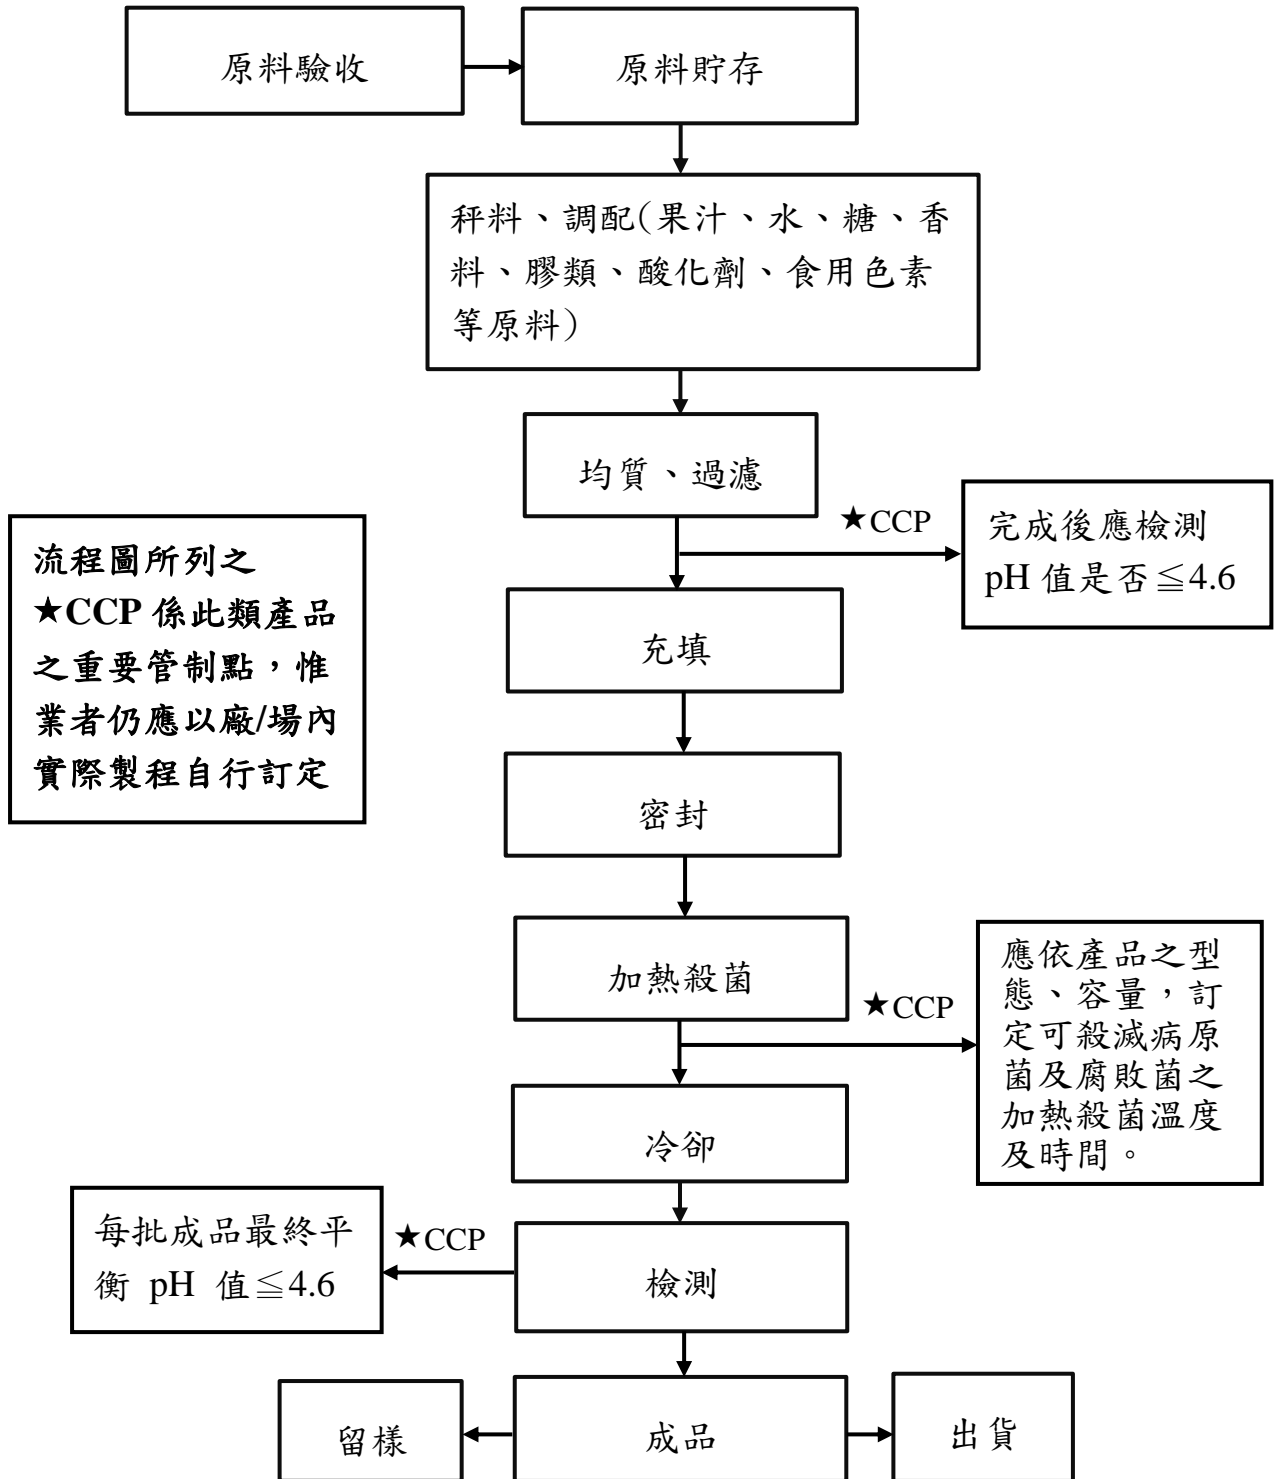 原料驗收
原料貯存
秤料、調配(果汁、水、糖、香
料、膠類、酸化劑、食用色素
等原料)
均質、過濾
★CCP
完成後應檢測
pH 值是否≦4.6
流程圖所列之
★CCP 係此類產品
之重要管制點，惟
業者仍應以廠/場內
實際製程自行訂定
充填
密封
加熱殺菌
★CCP
應依產品之型
態、容量，訂
定可殺滅病原
菌及腐敗菌之
加熱殺菌溫度
及時間。
冷卻
每批成品最終平
衡 pH 值≦4.6
★CCP
檢測
留樣
成品
出貨